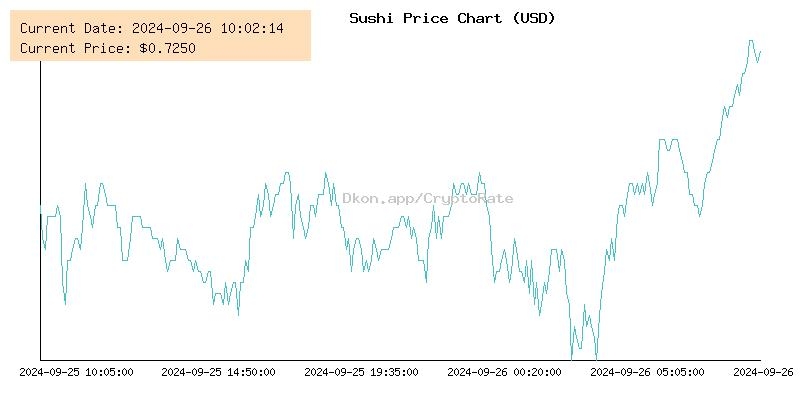 Sushi Price Chart (USD)
Current Date: 2024-09-26 10:02:14
Current Price: $0.7250
Dkon.app/CryptoRate
2024-09-25 10:05:00 2024-09-25 14:50:00 2024-09-25 19:35:00 2024-09-26 00:20:00 2024-09-26 05:05:00 2024-09-26